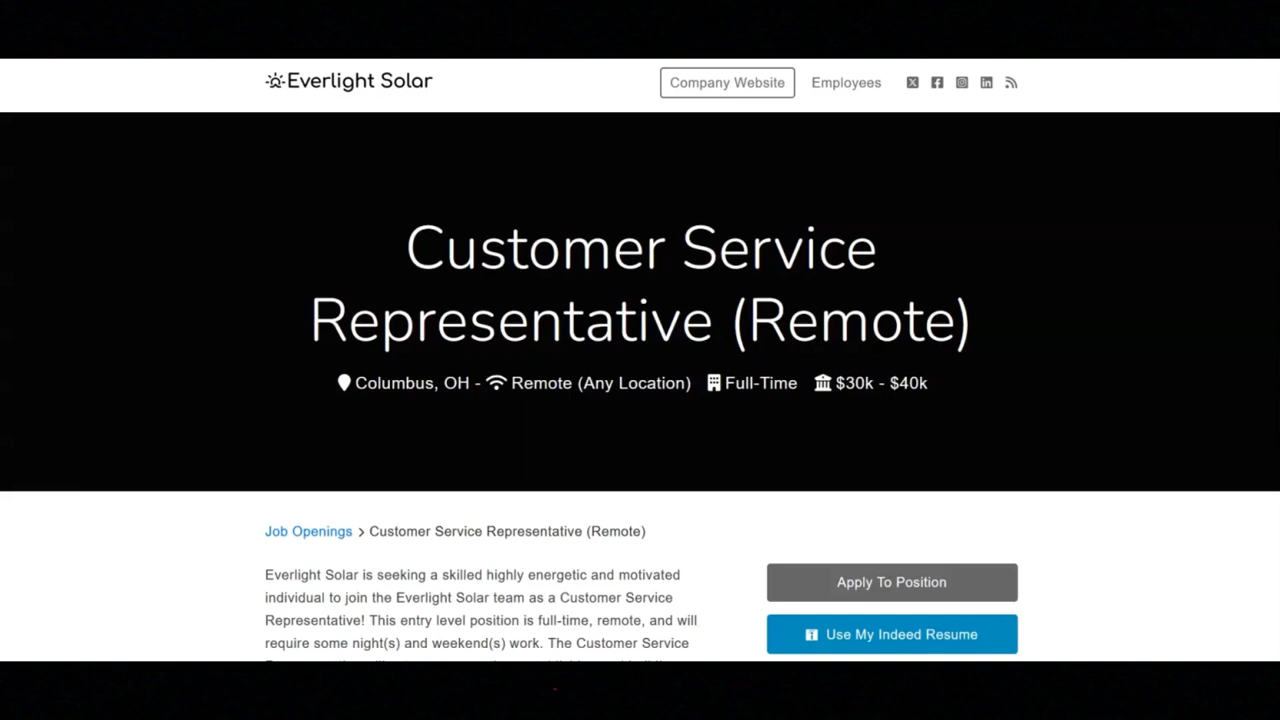 Everlight Solar
Company Website
Employees
Customer Service
Representative (Remote)
Columbus, OH - Remote (Any Location) Full-Time $30k - $40k
Job Openings > Customer Service Representative (Remote)
Everlight Solar is seeking a skilled highly energetic and motivated
individual to join the Everlight Solar team as a Customer Service
Representative! This entry level position is full-time, remote, and will
require some night(s) and weekend(s) work. The Customer Service
Apply To Position
Use My Indeed Resume